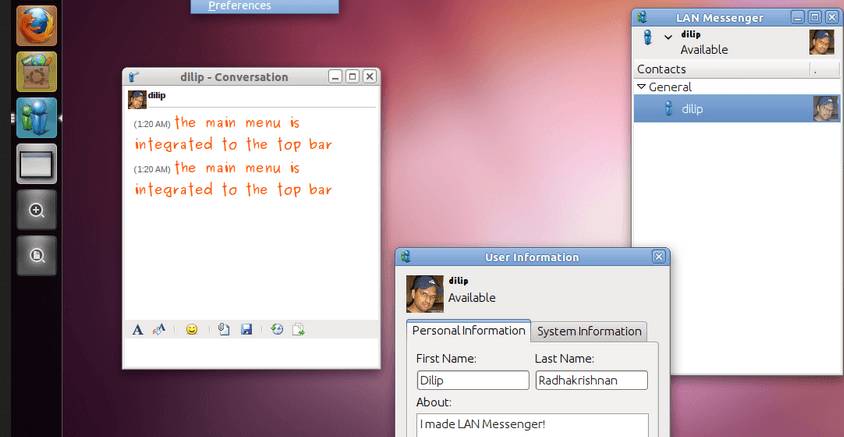 Preferences
LAN Messenger
dilip
Available
Contacts .
General
dilip
dilip - Conversation
dilip
(1:20 AM) the main menu is
integrated to the top bar
(1:20 AM) the main menu is
integrated to the top bar
A
User Information
dilip
Available
Personal Information System Information
First Name: Last Name:
Dilip Radhakrishnan
About:
I made LAN Messenger!